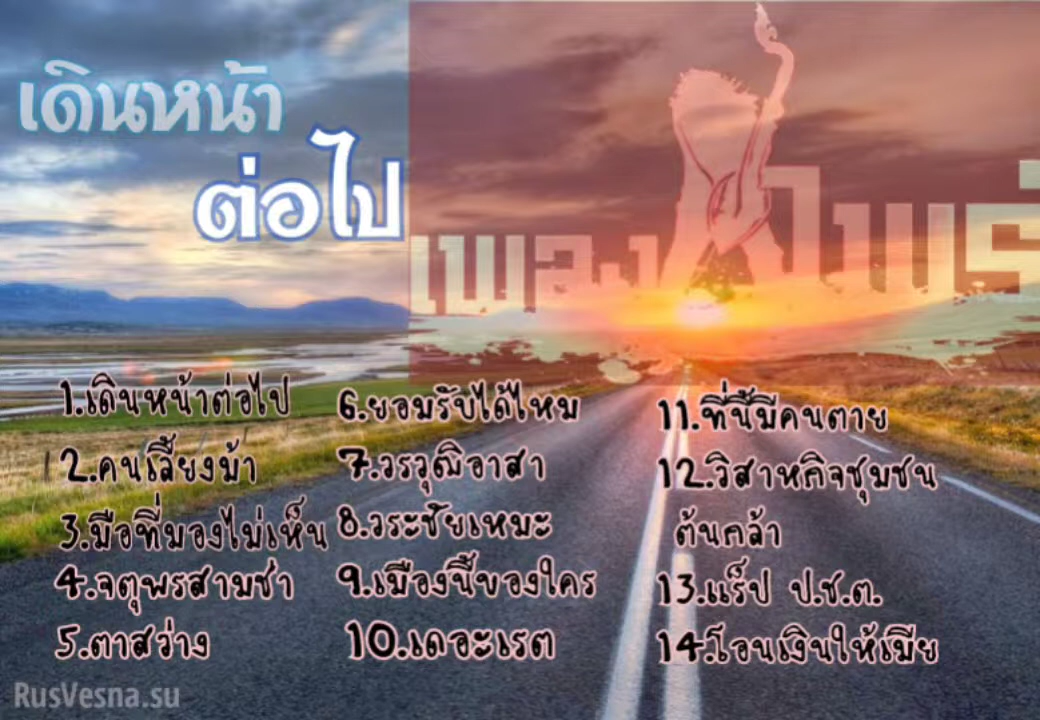 เดินหน้า
ต่อไป
เพลงไพร่
1.เดินหน้าต่อไป
2.คนเลี้ยงม้า
3.มือที่มองไม่เห็น
4.จตุพรสามช่า
5.ตาสว่าง
6.ยอมรับได้ไหม
7.วรวุฒิอาสา
8.วระชัยเหมะ
9.เมืองนี้ของใคร
10.เดอะเรต
11.ที่นี่มีคนตาย
12.วิสาหกิจชุมชน
ต้นกล้า
13.แร็ป ป.ช.ต.
14.โอนเงินให้เมีย
RusVesna.su